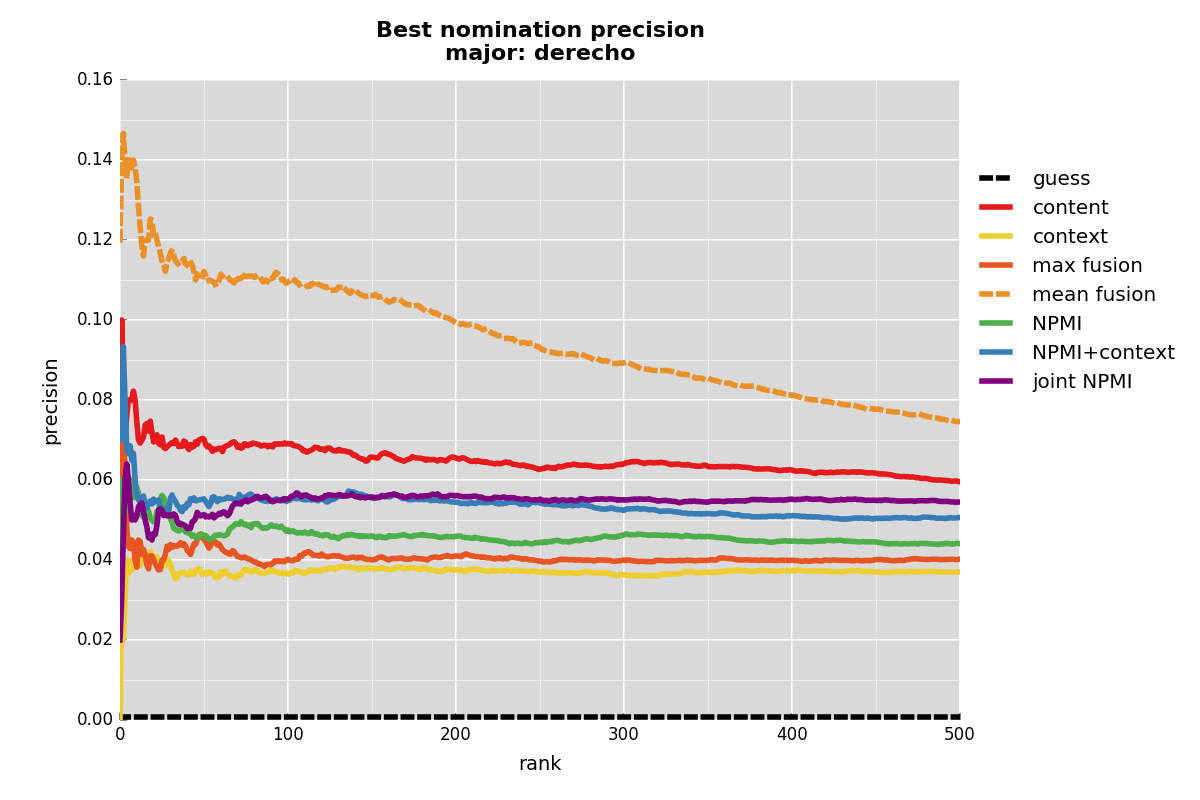 Best nomination precision
major: derecho
0.16
0.14
0.12
0.10
0.08
0.06
0.04
0.02
0.00
precision
0 100 200 300 400 500
rank
guess
content
context
max fusion
mean fusion
NPMI
NPMI+context
joint NPMI